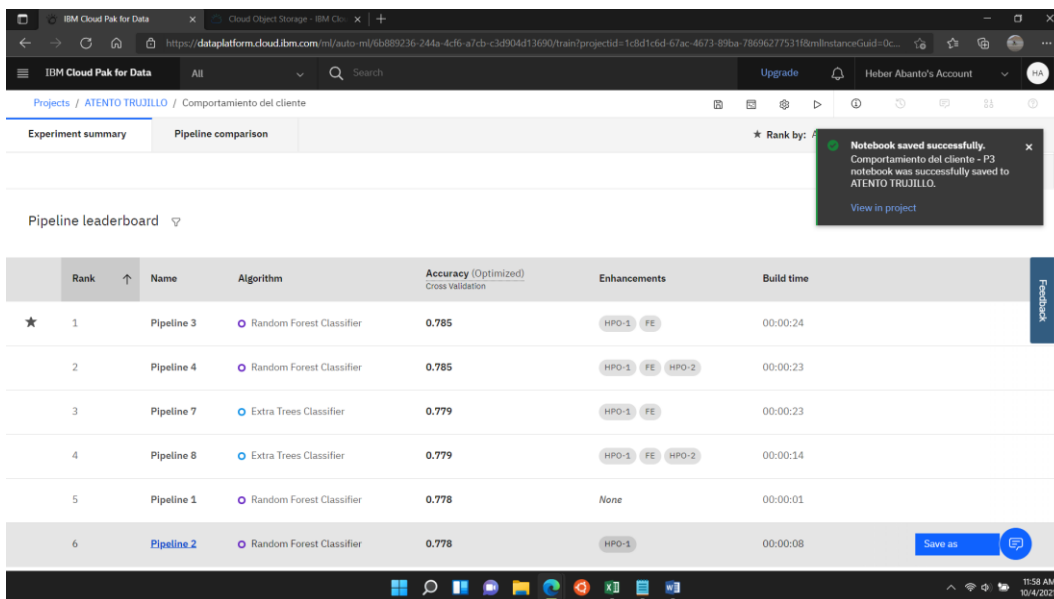 IBM Cloud Pak for Data
Cloud Object Storage - IBM Clo
https://dataplatform.cloud.ibm.com/ml/auto-ml/6b889236-244a-4cf6-a7cb-c3d904d13690/train?projectid=1c8d1c6d-67ac-4673-89ba-78696277531f&mlInstanceGuid=0c...
IBM Cloud Pak for Data All Search Upgrade Heber Abanto's Account HA
Projects / ATENTO TRUJILLO / Comportamiento del cliente
Experiment summary Pipeline comparison Rank by: A
Notebook saved successfully.
Comportamiento del cliente - P3
notebook was successfully saved to
ATENTO TRUJILLO.
View in project
Pipeline leaderboard
Rank Name Algorithm Accuracy (Optimized) Enhancements Build time
Cross Validation
1 Pipeline 3 Random Forest Classifier 0.785 HPO-1 FE 00:00:24
2 Pipeline 4 Random Forest Classifier 0.785 HPO-1 FE HPO-2 00:00:23
3 Pipeline 7 Extra Trees Classifier 0.779 HPO-1 FE 00:00:23
4 Pipeline 8 Extra Trees Classifier 0.779 HPO-1 FE HPO-2 00:00:14
5 Pipeline 1 Random Forest Classifier 0.778 None 00:00:01
6 Pipeline 2 Random Forest Classifier 0.778 HPO-1 00:00:08 Save as
Feedback
11:58 AM
10/4/202